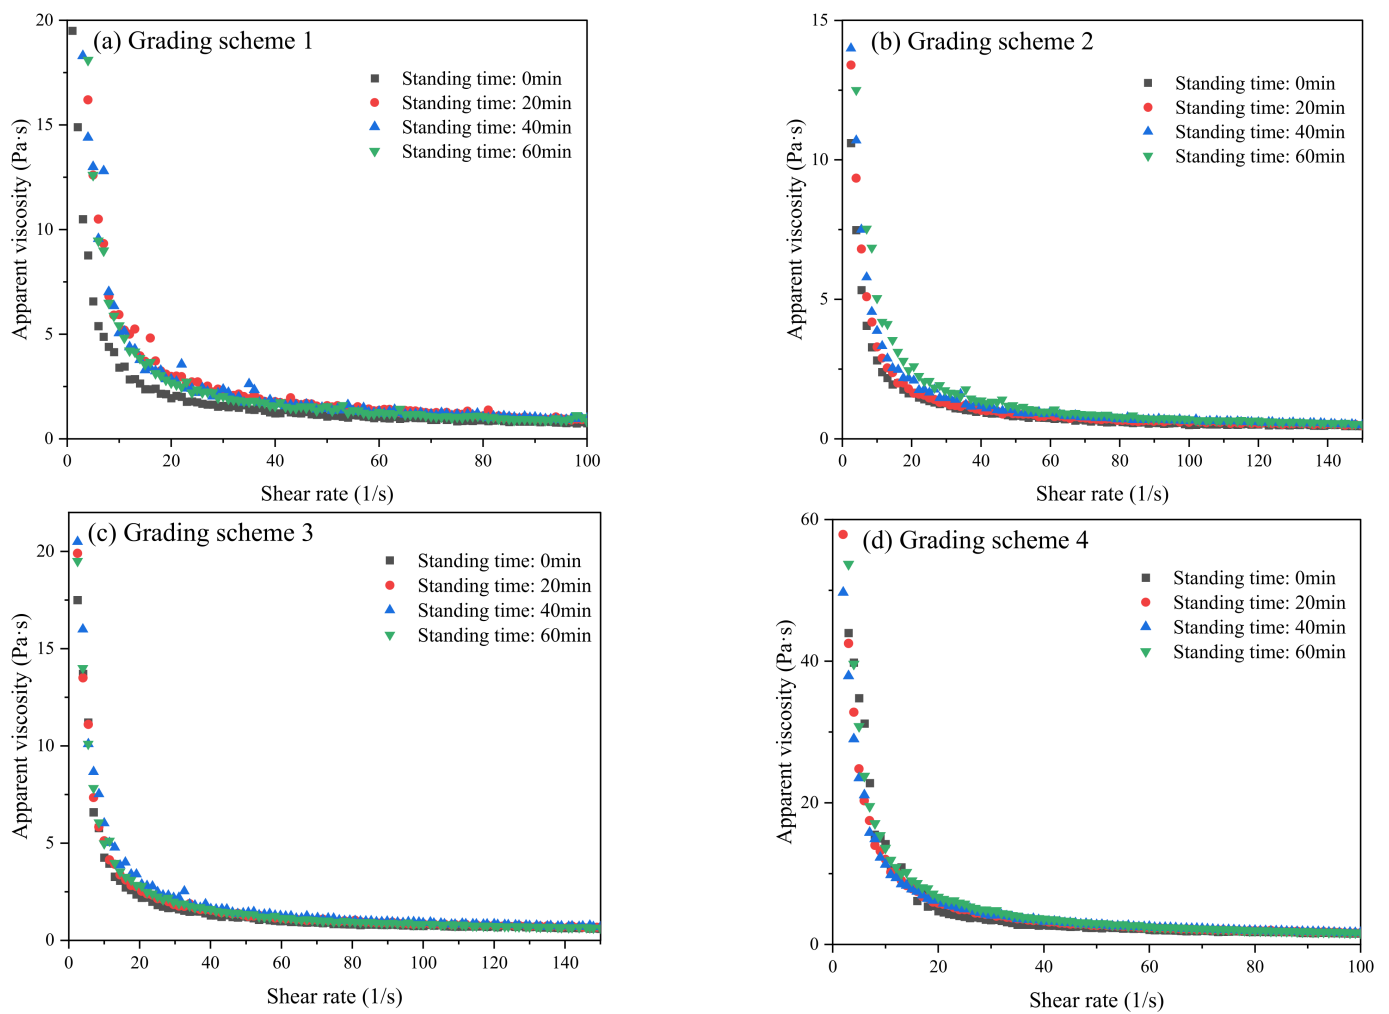 (a) Grading scheme 1
Standing time: 0min
Standing time: 20min
Standing time: 40min
Standing time: 60min
Apparent viscosity (Pa·s)
20
15
10
5
0
0 20 40 60 80 100
Shear rate (1/s)
(b) Grading scheme 2
Standing time: 0min
Standing time: 20min
Standing time: 40min
Standing time: 60min
Apparent viscosity (Pa·s)
15
10
5
0
0 20 40 60 80 100 120 140
Shear rate (1/s)
(c) Grading scheme 3
Standing time: 0min
Standing time: 20min
Standing time: 40min
Standing time: 60min
Apparent viscosity (Pa·s)
20
15
10
5
0
0 20 40 60 80 100 120 140
Shear rate (1/s)
(d) Grading scheme 4
Standing time: 0min
Standing time: 20min
Standing time: 40min
Standing time: 60min
Apparent viscosity (Pa·s)
60
40
20
0
0 20 40 60 80 100
Shear rate (1/s)